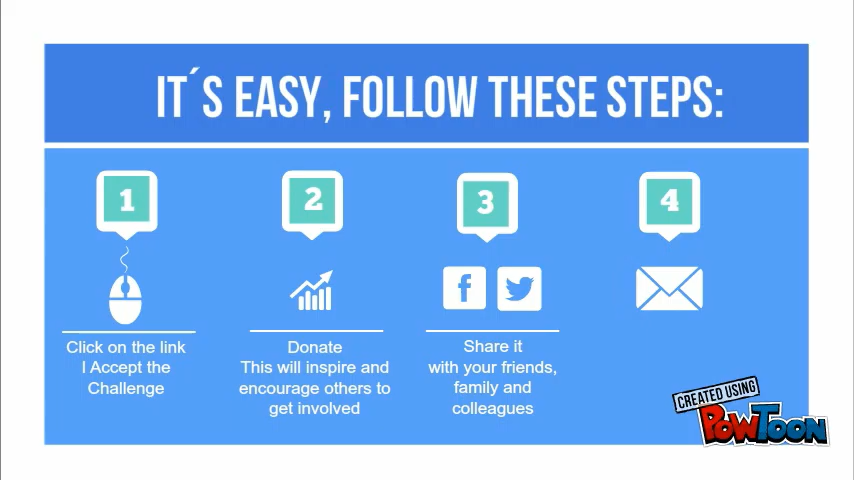 IT´S EASY, FOLLOW THESE STEPS:
1
2
3
4
f
Click on the link
I Accept the
Challenge
Donate
This will inspire and
encourage others to
get involved
Share it
with your friends,
family and
colleagues
CREATED USING
POWTOON